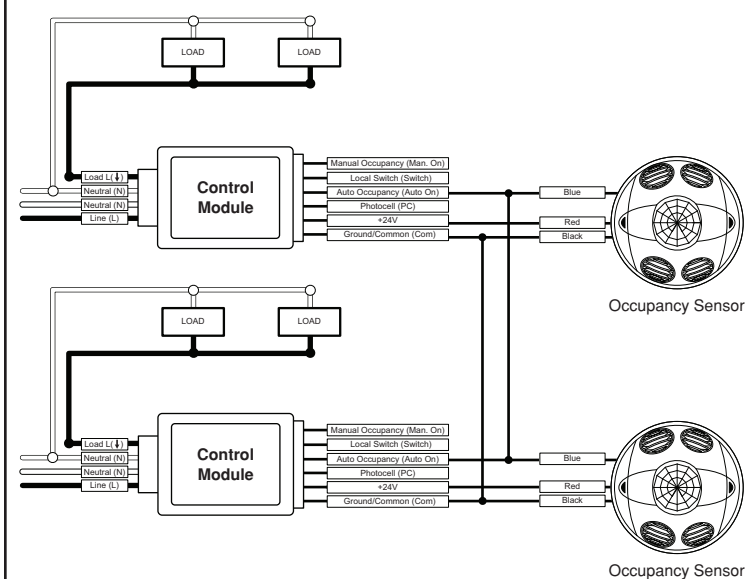 LOAD
LOAD
Load L(↓)
Neutral (N)
Neutral (N)
Line (L)
Control
Module
Manual Occupancy (Man. On)
Local Switch (Switch)
Auto Occupancy (Auto On)
Photocell (PC)
+24V
Ground/Common (Com)
Blue
Red
Black
Occupancy Sensor
LOAD
LOAD
Load L(↓)
Neutral (N)
Neutral (N)
Line (L)
Control
Module
Manual Occupancy (Man. On)
Local Switch (Switch)
Auto Occupancy (Auto On)
Photocell (PC)
+24V
Ground/Common (Com)
Blue
Red
Black
Occupancy Sensor